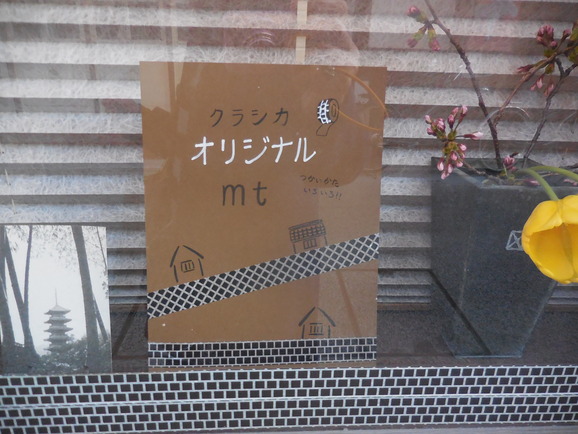 クラシカ
オリジナル
mt
つかいかた
いろいろ!!